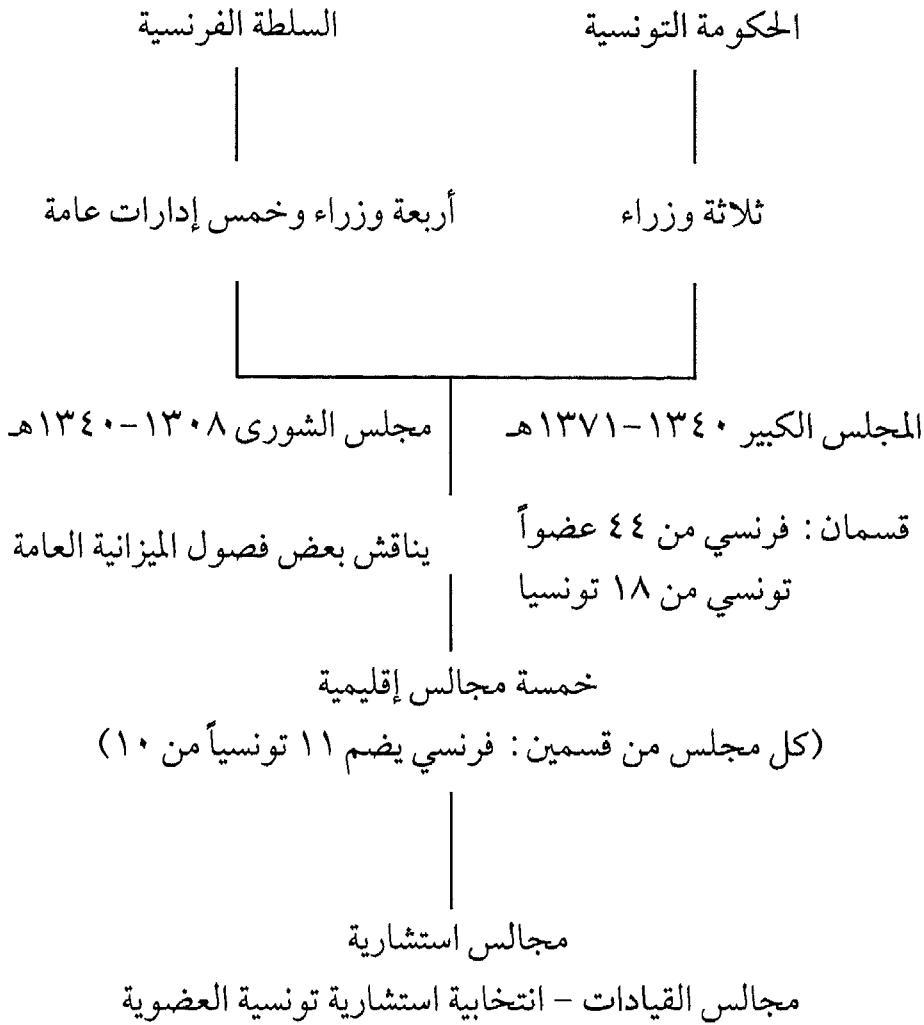 الحكومة التونسية
السلطة الفرنسية
ثلاثة وزراء
أربعة وزراء وخمس إدارات عامة
المجلس الكبير ١٣٤٠-١٣٧١هـ
مجلس الشورى ١٣٠٨-١٣٤٠هـ
قسمان : فرنسي من ٤٤ عضواً
تونسي من ١٨ تونسيا
يناقش بعض فصول الميزانية العامة
خمسة مجالس إقليمية
(كل مجلس من قسمين : فرنسي يضم ١١ تونسياً من ١٠)
مجالس استشارية
مجالس القيادات - انتخابية استشارية تونسية العضوية